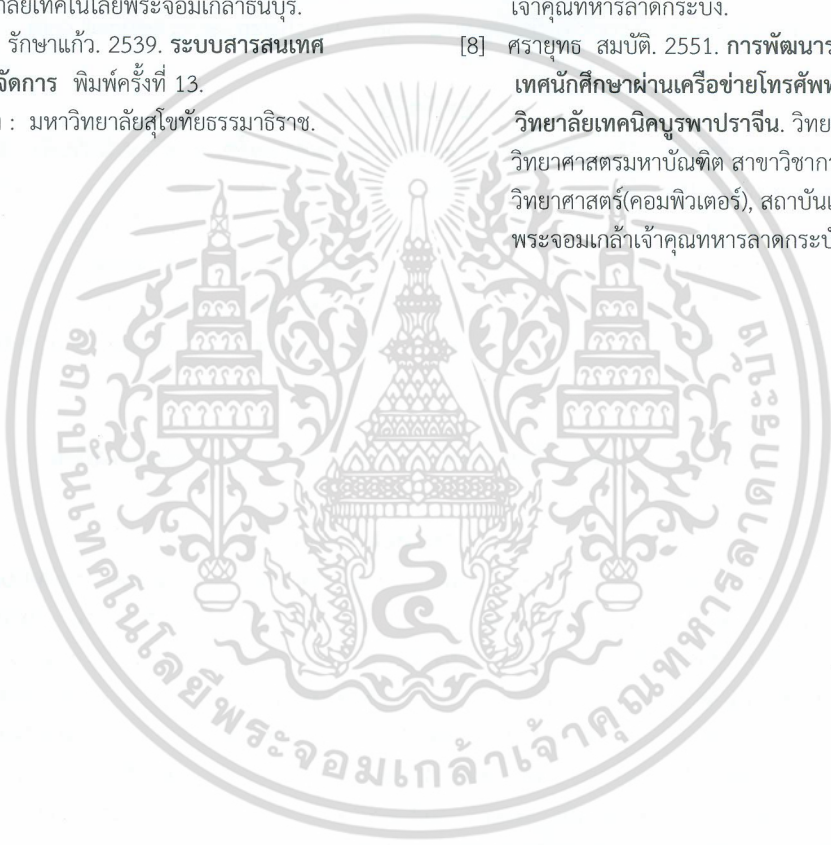 ลัยเทคโนโลยีพระจอมเกล้าธนบุรี.
รักษาแก้ว. 2539. ระบบสารสนเทศ
จัดการ พิมพ์ครั้งที่ 13.
: มหาวิทยาลัยสุโขทัยธรรมาธิราช.
เจ้าคุณทหารลาดกระบัง.
[8] ศรายุทธ สมบัติ. 2551. การพัฒนาร
เทศนักศึกษาผ่านเครือข่ายโทรศัพท
วิทยาลัยเทคนิคบูรพาปราจีน. วิทย
วิทยาศาสตรมหาบัณฑิต สาขาวิชากา
วิทยาศาสตร์(คอมพิวเตอร์), สถาบันเ
พระจอมเกล้าเจ้าคุณทหารลาดกระบั
สถาบันเทคโนโลยีพระจอมเกล้าเจ้าคุณทหารลาดกระบัง